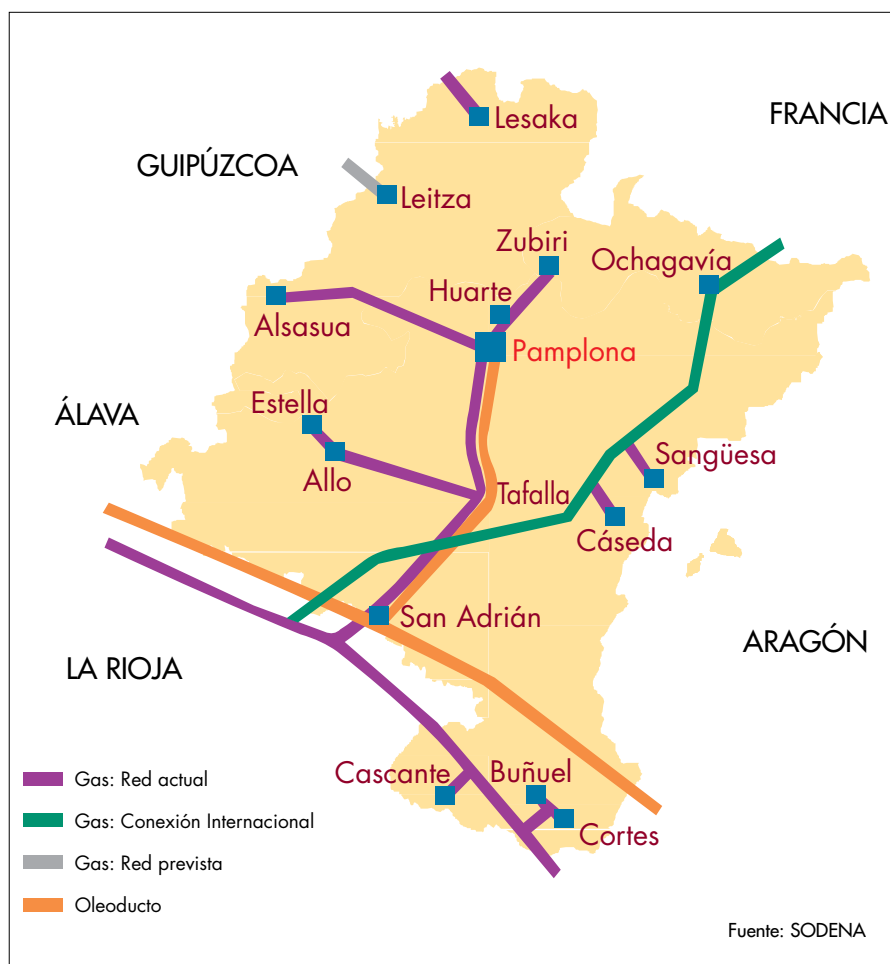 Lesaka
FRANCIA
GUIPÚZCOA
Leitza
Zubiri
Ochagavía
Huarte
Alsasua
Pamplona
ÁLAVA
Estella
Sangüesa
Allo
Tafalla
Cáseda
San Adrián
ARAGÓN
LA RIOJA
Cascante
Buñuel
Cortes
Gas: Red actual
Gas: Conexión Internacional
Gas: Red prevista
Oleoducto
Fuente: SODENA